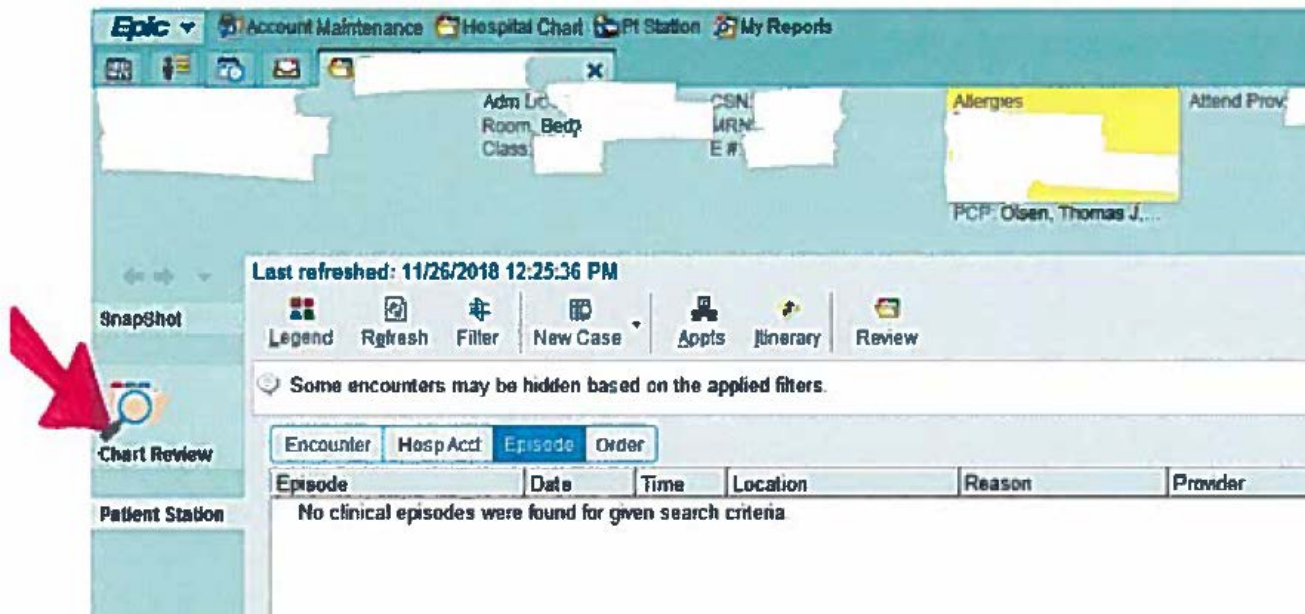 Epic Account Maintenance Hospital Chart Pt Station My Reports
Adm CSN: Allergies Attend Prov
Room Bed MRN
Class: E #
PCP: Olsen, Thomas J,...
Last refreshed: 11/26/2018 12:25:36 PM
SnapShot
Legend Refresh Filter New Case Appts Itinerary Review
Some encounters may be hidden based on the applied filters.
Chart Review
Encounter Hosp Acct Episode Order
Episode Date Time Location Reason Provider
Patient Station
No clinical episodes were found for given search criteria